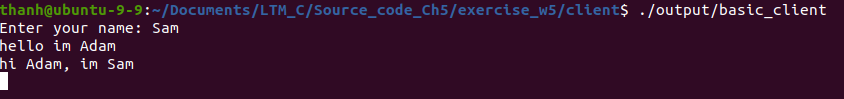 thanh@ubuntu-9-9:~/Documents/LTM_C/Source_code_Ch5/exercise_w5/client$ ./output/basic_client
Enter your name: Sam
hello im Adam
hi Adam, im Sam